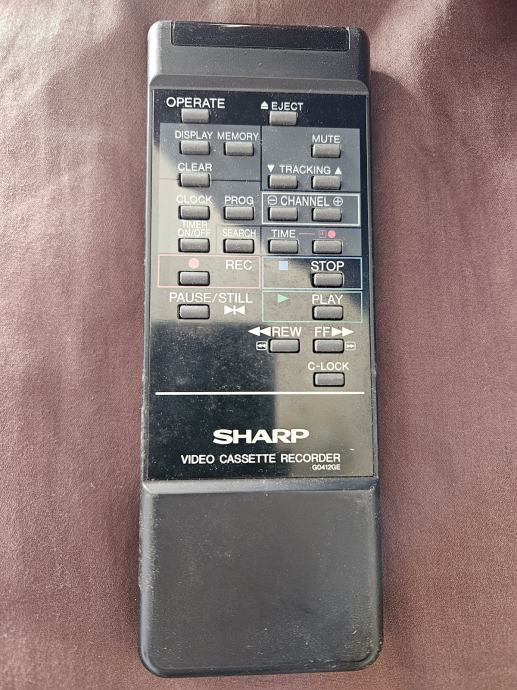 OPERATE ⏏ EJECT
DISPLAY MEMORY MUTE
CLEAR ▼ TRACKING ▲
CLOCK PROG ⊖ CHANNEL ⊕
TIMER
ON/OFF SEARCH TIME
REC STOP
PAUSE/STILL PLAY
◀◀REW FF▶▶
C-LOCK
SHARP
VIDEO CASSETTE RECORDER
G0412GE